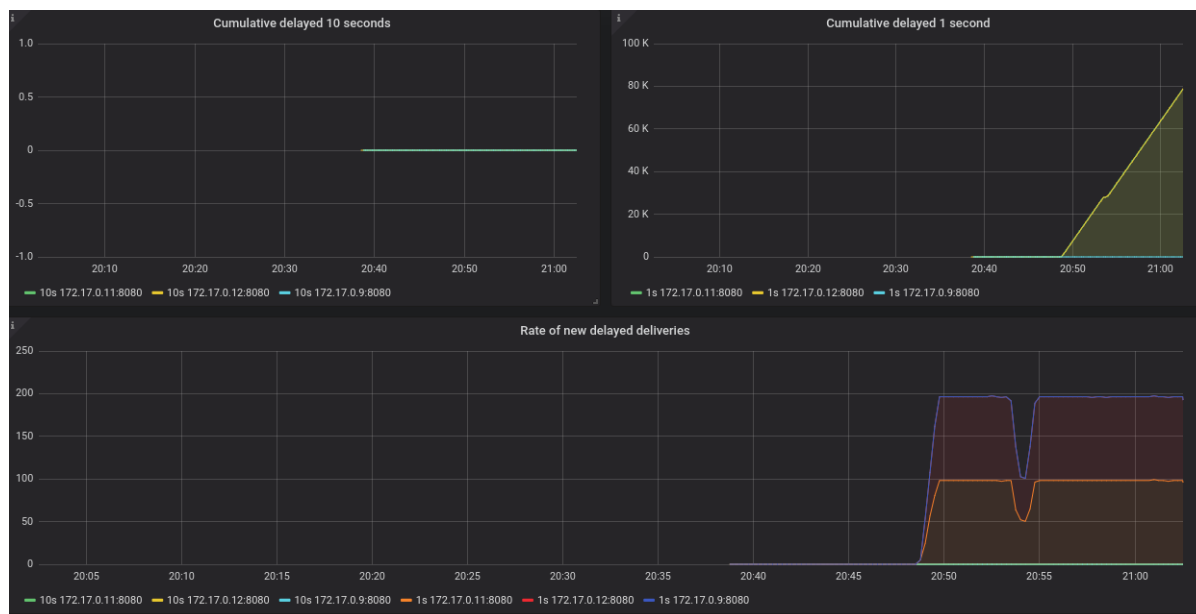 i
Cumulative delayed 10 seconds
1.0
0.5
0
-0.5
-1.0
20:10 20:20 20:30 20:40 20:50 21:00
10s 172.17.0.11:8080 10s 172.17.0.12:8080 10s 172.17.0.9:8080
i
Cumulative delayed 1 second
100 K
80 K
60 K
40 K
20 K
0
20:10 20:20 20:30 20:40 20:50 21:00
1s 172.17.0.11:8080 1s 172.17.0.12:8080 1s 172.17.0.9:8080
i
Rate of new delayed deliveries
250
200
150
100
50
0
20:05 20:10 20:15 20:20 20:25 20:30 20:35 20:40 20:45 20:50 20:55 21:00
10s 172.17.0.11:8080 10s 172.17.0.12:8080 10s 172.17.0.9:8080 1s 172.17.0.11:8080 1s 172.17.0.12:8080 1s 172.17.0.9:8080